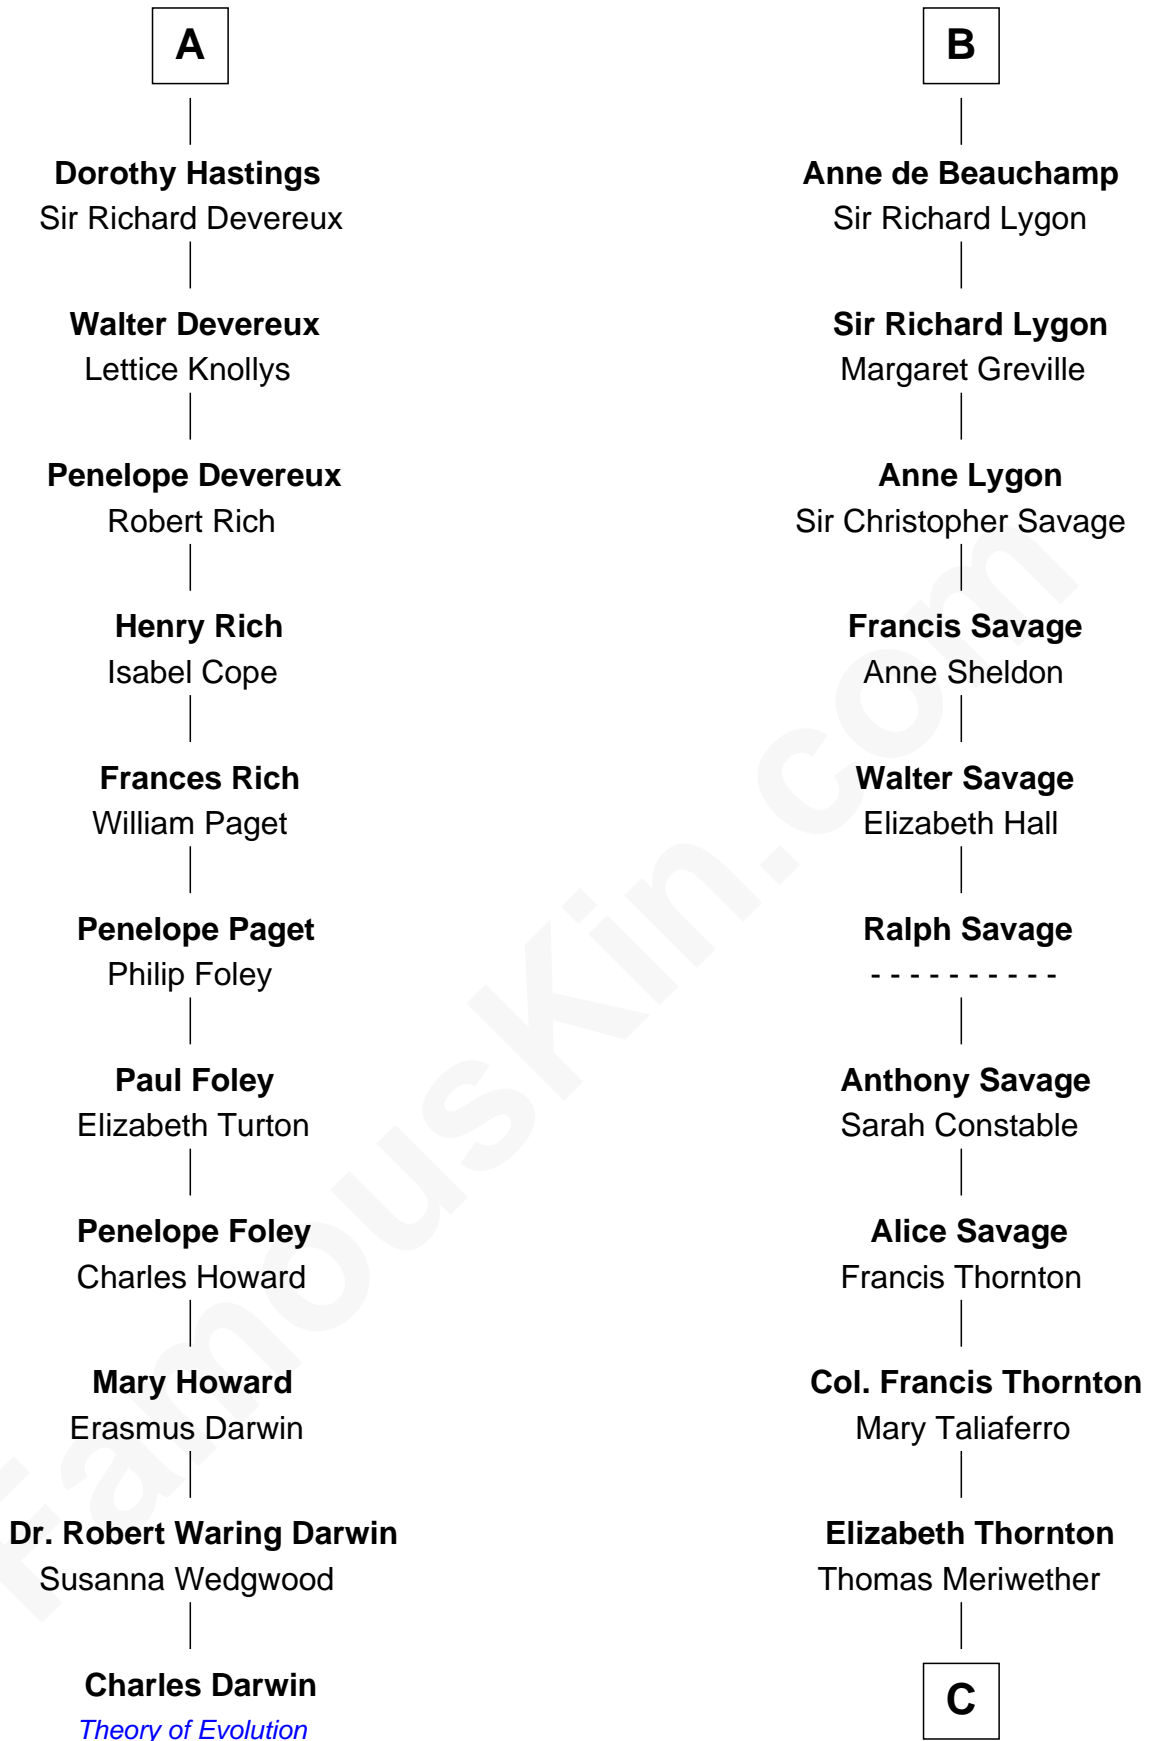 A
Dorothy Hastings
Sir Richard Devereux
Walter Devereux
Lettice Knollys
Penelope Devereux
Robert Rich
Henry Rich
Isabel Cope
Frances Rich
William Paget
Penelope Paget
Philip Foley
Paul Foley
Elizabeth Turton
Penelope Foley
Charles Howard
Mary Howard
Erasmus Darwin
Dr. Robert Waring Darwin
Susanna Wedgwood
Charles Darwin
Theory of Evolution
B
Anne de Beauchamp
Sir Richard Lygon
Sir Richard Lygon
Margaret Greville
Anne Lygon
Sir Christopher Savage
Francis Savage
Anne Sheldon
Walter Savage
Elizabeth Hall
Ralph Savage
- - - - - - - - - -
Anthony Savage
Sarah Constable
Alice Savage
Francis Thornton
Col. Francis Thornton
Mary Taliaferro
Elizabeth Thornton
Thomas Meriwether
C
FamousKin.com